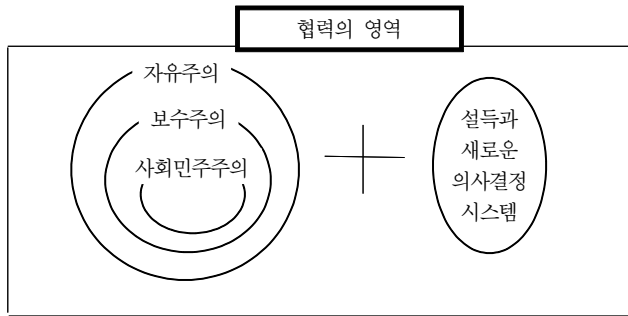 협력의 영역
자유주의
보수주의
사회민주주의
설득과
새로운
의사결정
시스템